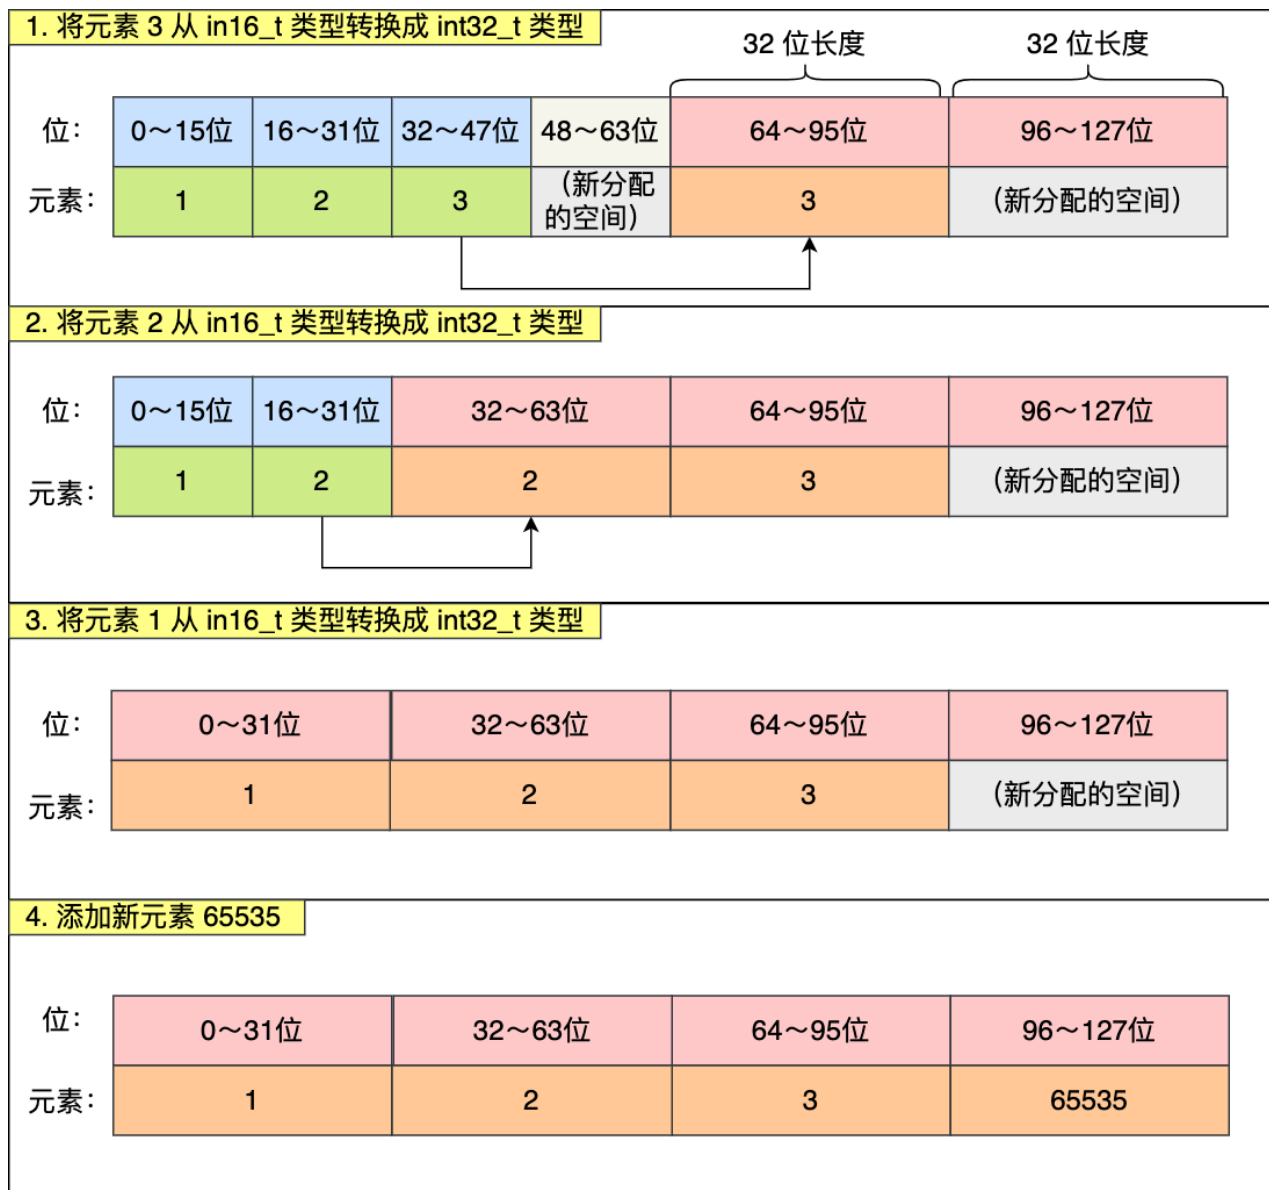 1. 将元素 3 从 in16_t 类型转换成 int32_t 类型
32 位长度 32 位长度
位： 0～15位 16～31位 32～47位 48～63位 64～95位 96～127位
元素： 1 2 3 （新分配的空间） 3 （新分配的空间）
2. 将元素 2 从 in16_t 类型转换成 int32_t 类型
位： 0～15位 16～31位 32～63位 64～95位 96～127位
元素： 1 2 2 3 （新分配的空间）
3. 将元素 1 从 in16_t 类型转换成 int32_t 类型
位： 0～31位 32～63位 64～95位 96～127位
元素： 1 2 3 （新分配的空间）
4. 添加新元素 65535
位： 0～31位 32～63位 64～95位 96～127位
元素： 1 2 3 65535